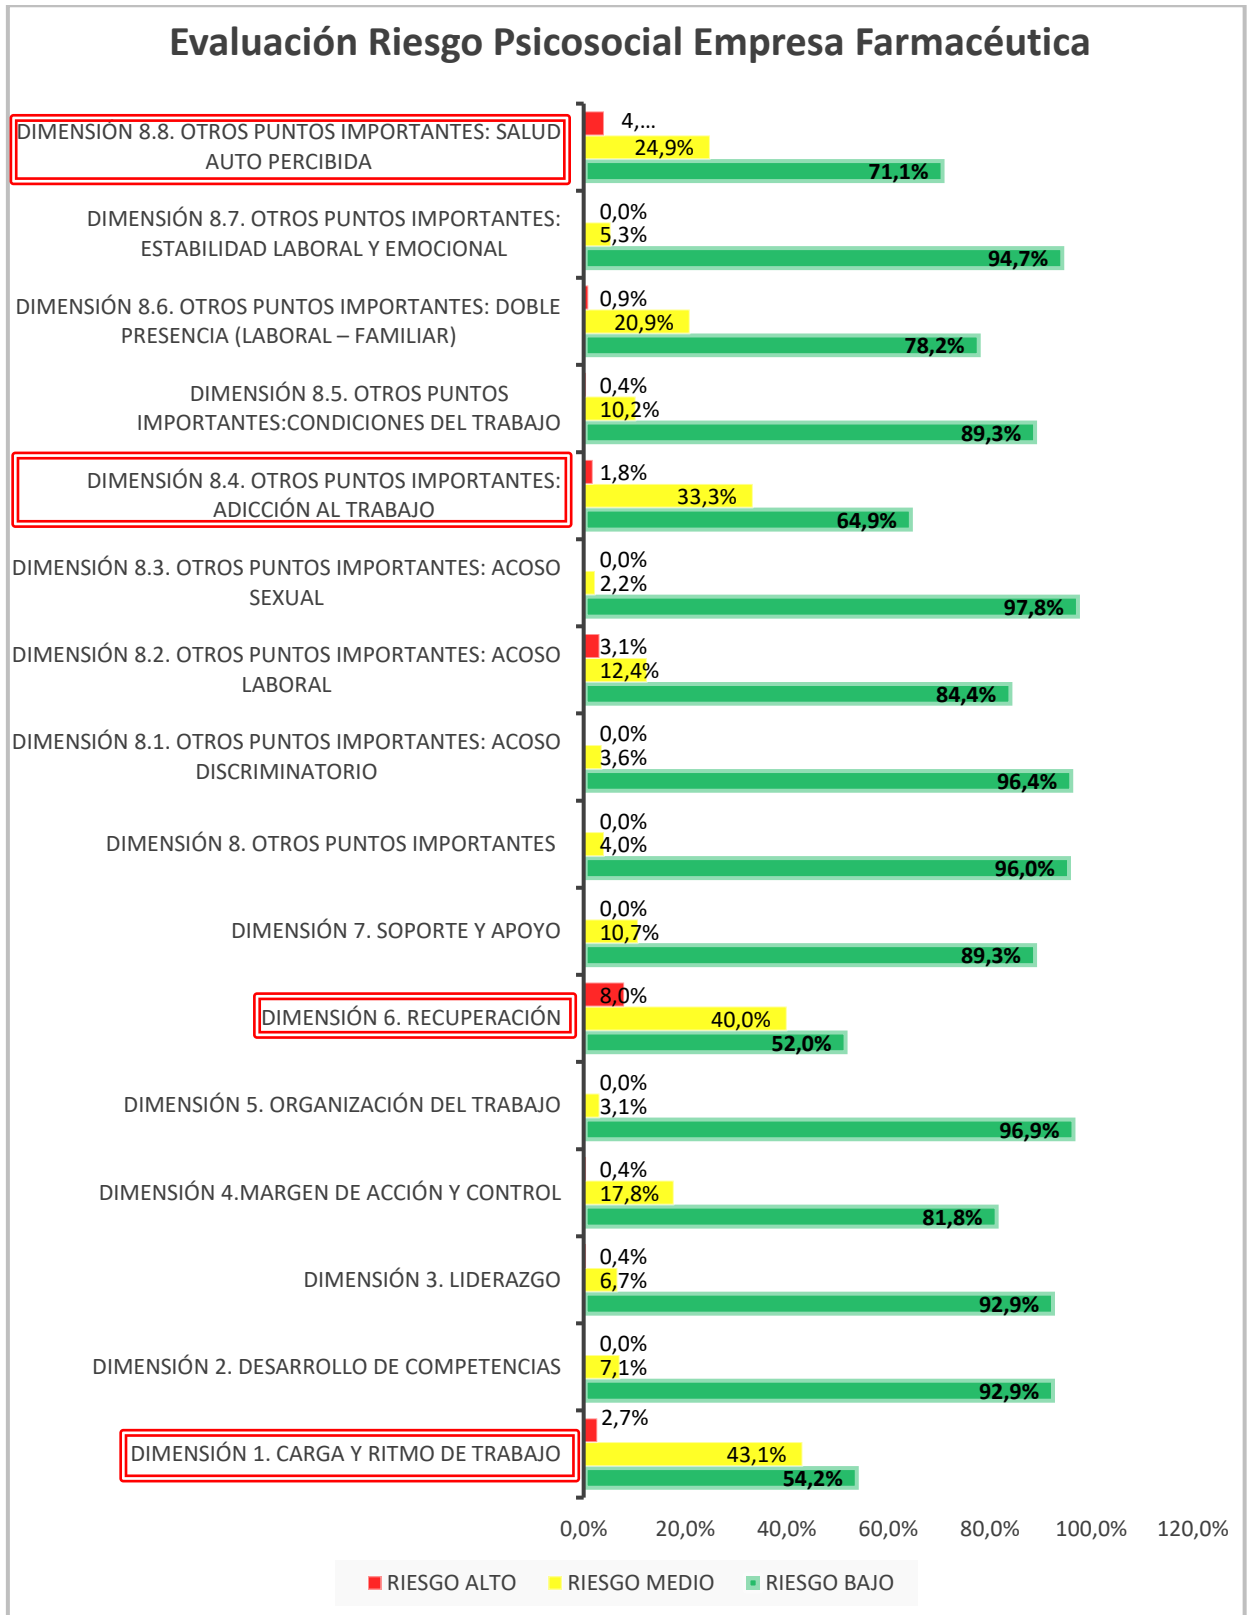 Evaluación Riesgo Psicosocial Empresa Farmacéutica
DIMENSIÓN 8.8. OTROS PUNTOS IMPORTANTES: SALUD
AUTO PERCIBIDA
4,...
24,9%
71,1%
DIMENSIÓN 8.7. OTROS PUNTOS IMPORTANTES:
ESTABILIDAD LABORAL Y EMOCIONAL
0,0%
5,3%
94,7%
DIMENSIÓN 8.6. OTROS PUNTOS IMPORTANTES: DOBLE
PRESENCIA (LABORAL – FAMILIAR)
0,9%
20,9%
78,2%
DIMENSIÓN 8.5. OTROS PUNTOS
IMPORTANTES:CONDICIONES DEL TRABAJO
0,4%
10,2%
89,3%
DIMENSIÓN 8.4. OTROS PUNTOS IMPORTANTES:
ADICCIÓN AL TRABAJO
1,8%
33,3%
64,9%
DIMENSIÓN 8.3. OTROS PUNTOS IMPORTANTES: ACOSO
SEXUAL
0,0%
2,2%
97,8%
DIMENSIÓN 8.2. OTROS PUNTOS IMPORTANTES: ACOSO
LABORAL
3,1%
12,4%
84,4%
DIMENSIÓN 8.1. OTROS PUNTOS IMPORTANTES: ACOSO
DISCRIMINATORIO
0,0%
3,6%
96,4%
DIMENSIÓN 8. OTROS PUNTOS IMPORTANTES
0,0%
4,0%
96,0%
DIMENSIÓN 7. SOPORTE Y APOYO
0,0%
10,7%
89,3%
DIMENSIÓN 6. RECUPERACIÓN
8,0%
40,0%
52,0%
DIMENSIÓN 5. ORGANIZACIÓN DEL TRABAJO
0,0%
3,1%
96,9%
DIMENSIÓN 4.MARGEN DE ACCIÓN Y CONTROL
0,4%
17,8%
81,8%
DIMENSIÓN 3. LIDERAZGO
0,4%
6,7%
92,9%
DIMENSIÓN 2. DESARROLLO DE COMPETENCIAS
0,0%
7,1%
92,9%
DIMENSIÓN 1. CARGA Y RITMO DE TRABAJO
2,7%
43,1%
54,2%
0,0% 20,0% 40,0% 60,0% 80,0% 100,0% 120,0%
RIESGO ALTO RIESGO MEDIO RIESGO BAJO